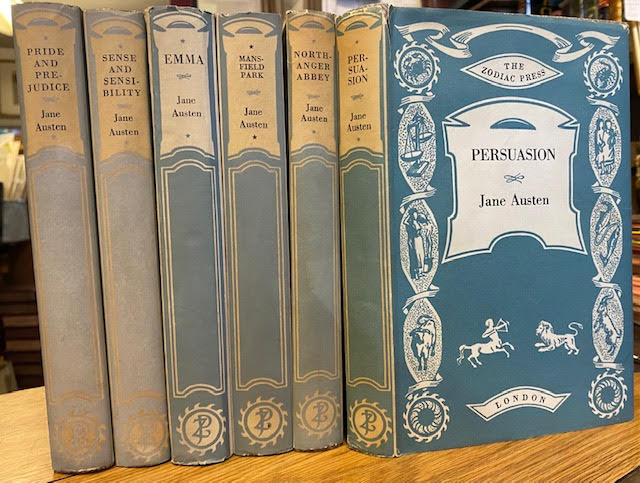 PRIDE
AND
PRE-
JUDICE
Jane
Austen
SENSE
AND
SENSI-
BILITY
Jane
Austen
EMMA
Jane
Austen
MANS-
FIELD
PARK
Jane
Austen
NORTH-
ANGER
ABBEY
Jane
Austen
PER-
SUA-
SION
Jane
Austen
THE
ZODIAC PRESS
PERSUASION
Jane Austen
LONDON